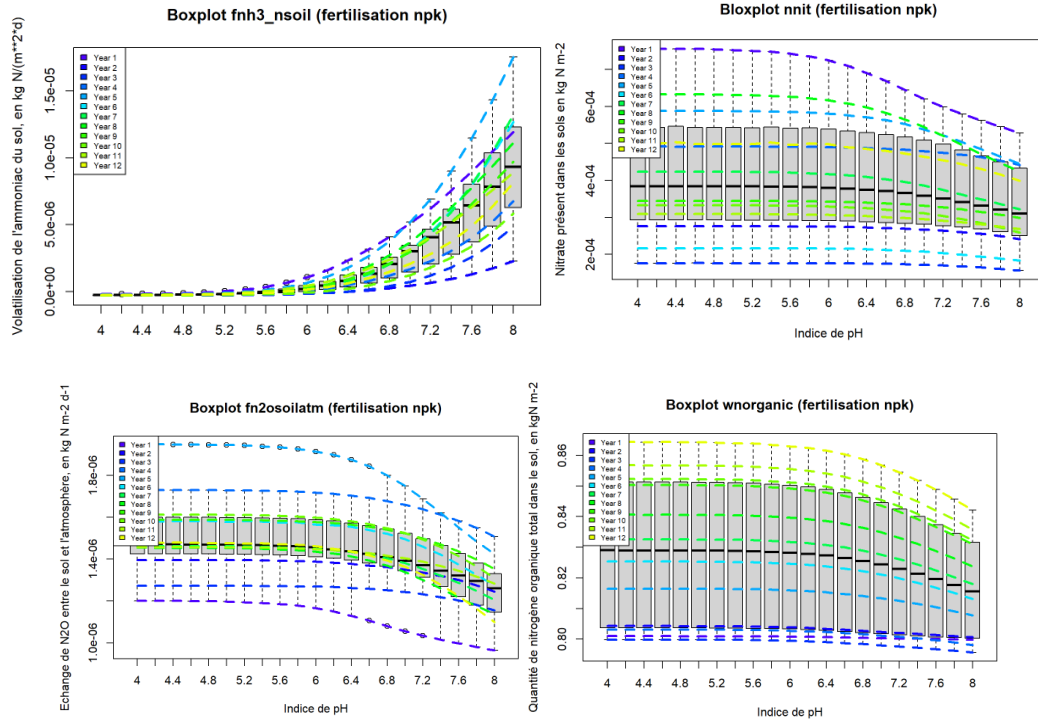 Boxplot fnh3_nsoil (fertilisation npk)
Volatilisation de l'ammoniac du sol, en kg N/(m**2*d)
0.0e+00 5.0e-06 1.0e-05 1.5e-05
Year 1
Year 2
Year 3
Year 4
Year 5
Year 6
Year 7
Year 8
Year 9
Year 10
Year 11
Year 12
4 4.4 4.8 5.2 5.6 6 6.4 6.8 7.2 7.6 8
Bloxplot nnit (fertilisation npk)
Nitrate présent dans les sols, en kg N m-2
2e-04 4e-04 6e-04
Year 1
Year 2
Year 3
Year 4
Year 5
Year 6
Year 7
Year 8
Year 9
Year 10
Year 11
Year 12
4 4.4 4.8 5.2 5.6 6 6.4 6.8 7.2 7.6 8
Indice de pH
Boxplot fn2osoilatm (fertilisation npk)
Echange de N2O entre le sol et l'atmosphère, en kg N m-2 d-1
1.0e-06 1.4e-06 1.8e-06
Year 1
Year 2
Year 3
Year 4
Year 5
Year 6
Year 7
Year 8
Year 9
Year 10
Year 11
Year 12
4 4.4 4.8 5.2 5.6 6 6.4 6.8 7.2 7.6 8
Indice de pH
Boxplot wnorganic (fertilisation npk)
Quantité de nitrogène organique total dans le sol, en kgN m-2
0.80 0.82 0.84 0.86
Year 1
Year 2
Year 3
Year 4
Year 5
Year 6
Year 7
Year 8
Year 9
Year 10
Year 11
Year 12
4 4.4 4.8 5.2 5.6 6 6.4 6.8 7.2 7.6 8
Indice de pH